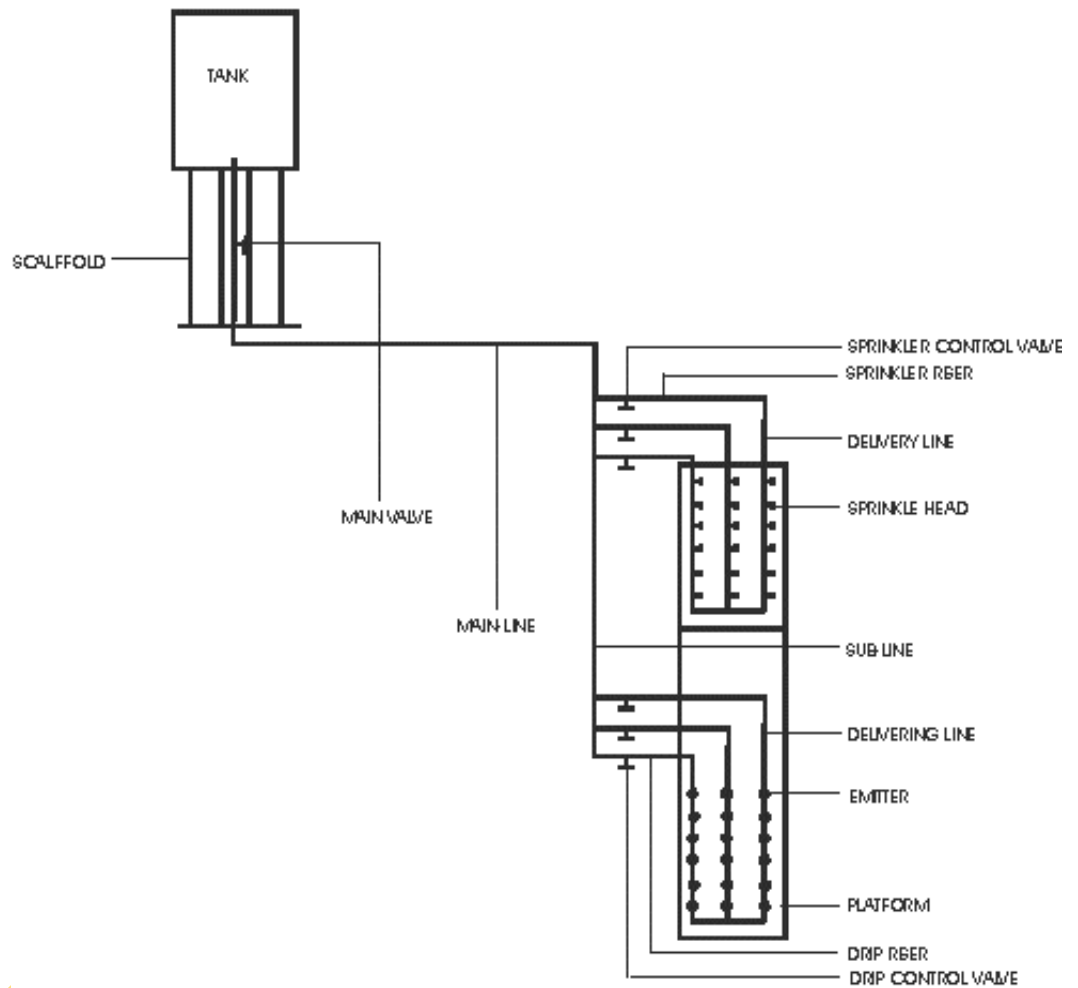 TANK
SCALFFOLD
SPRINKLER CONTROL VALVE
SPRINKLER RISER
DELIVERY LINE
SPRINKLE HEAD
MAIN VALVE
MAIN-LINE
SUB-LINE
DELIVERING LINE
EMITTER
PLATFORM
DRIP RISER
DRIP CONTROL VALVE